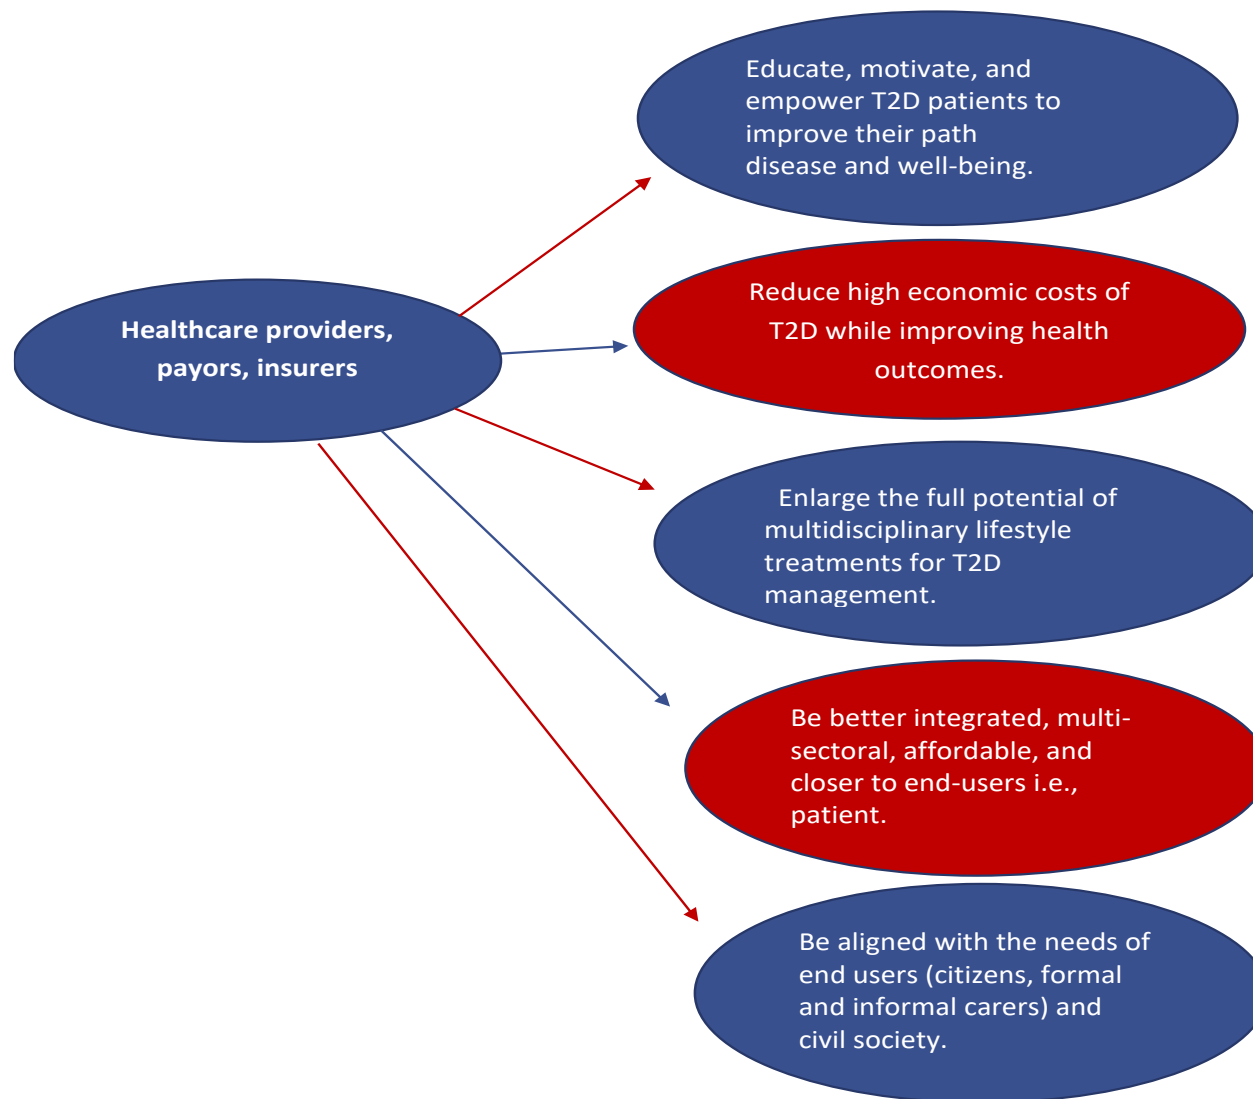 Educate, motivate, and
empower T2D patients to
improve their path
disease and well-being.
Healthcare providers,
payors, insurers
Reduce high economic costs of
T2D while improving health
outcomes.
Enlarge the full potential of
multidisciplinary lifestyle
treatments for T2D
management.
Be better integrated, multi-
sectoral, affordable, and
closer to end-users i.e.,
patient.
Be aligned with the needs of
end users (citizens, formal
and informal carers) and
civil society.